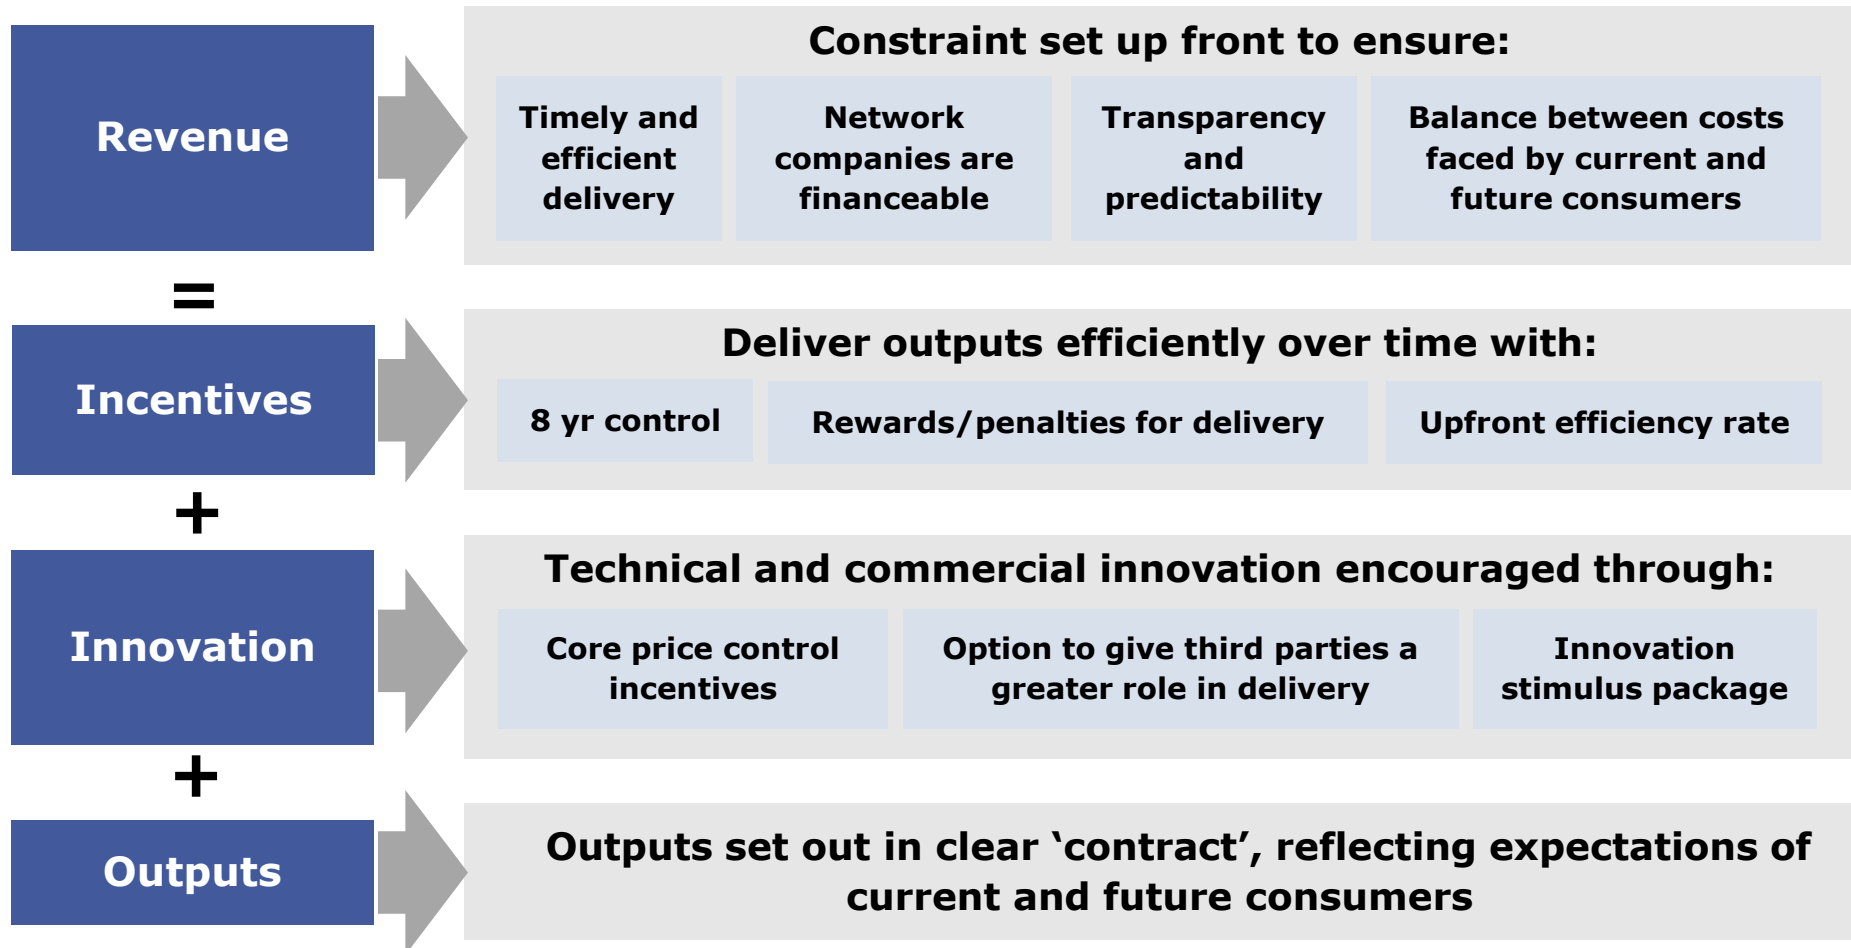 Revenue
Constraint set up front to ensure:
Timely and
efficient
delivery
Network
companies are
financeable
Transparency
and
predictability
Balance between costs
faced by current and
future consumers
=
Incentives
Deliver outputs efficiently over time with:
8 yr control
Rewards/penalties for delivery
Upfront efficiency rate
+
Innovation
Technical and commercial innovation encouraged through:
Core price control
incentives
Option to give third parties a
greater role in delivery
Innovation
stimulus package
+
Outputs
Outputs set out in clear ‘contract’, reflecting expectations of
current and future consumers